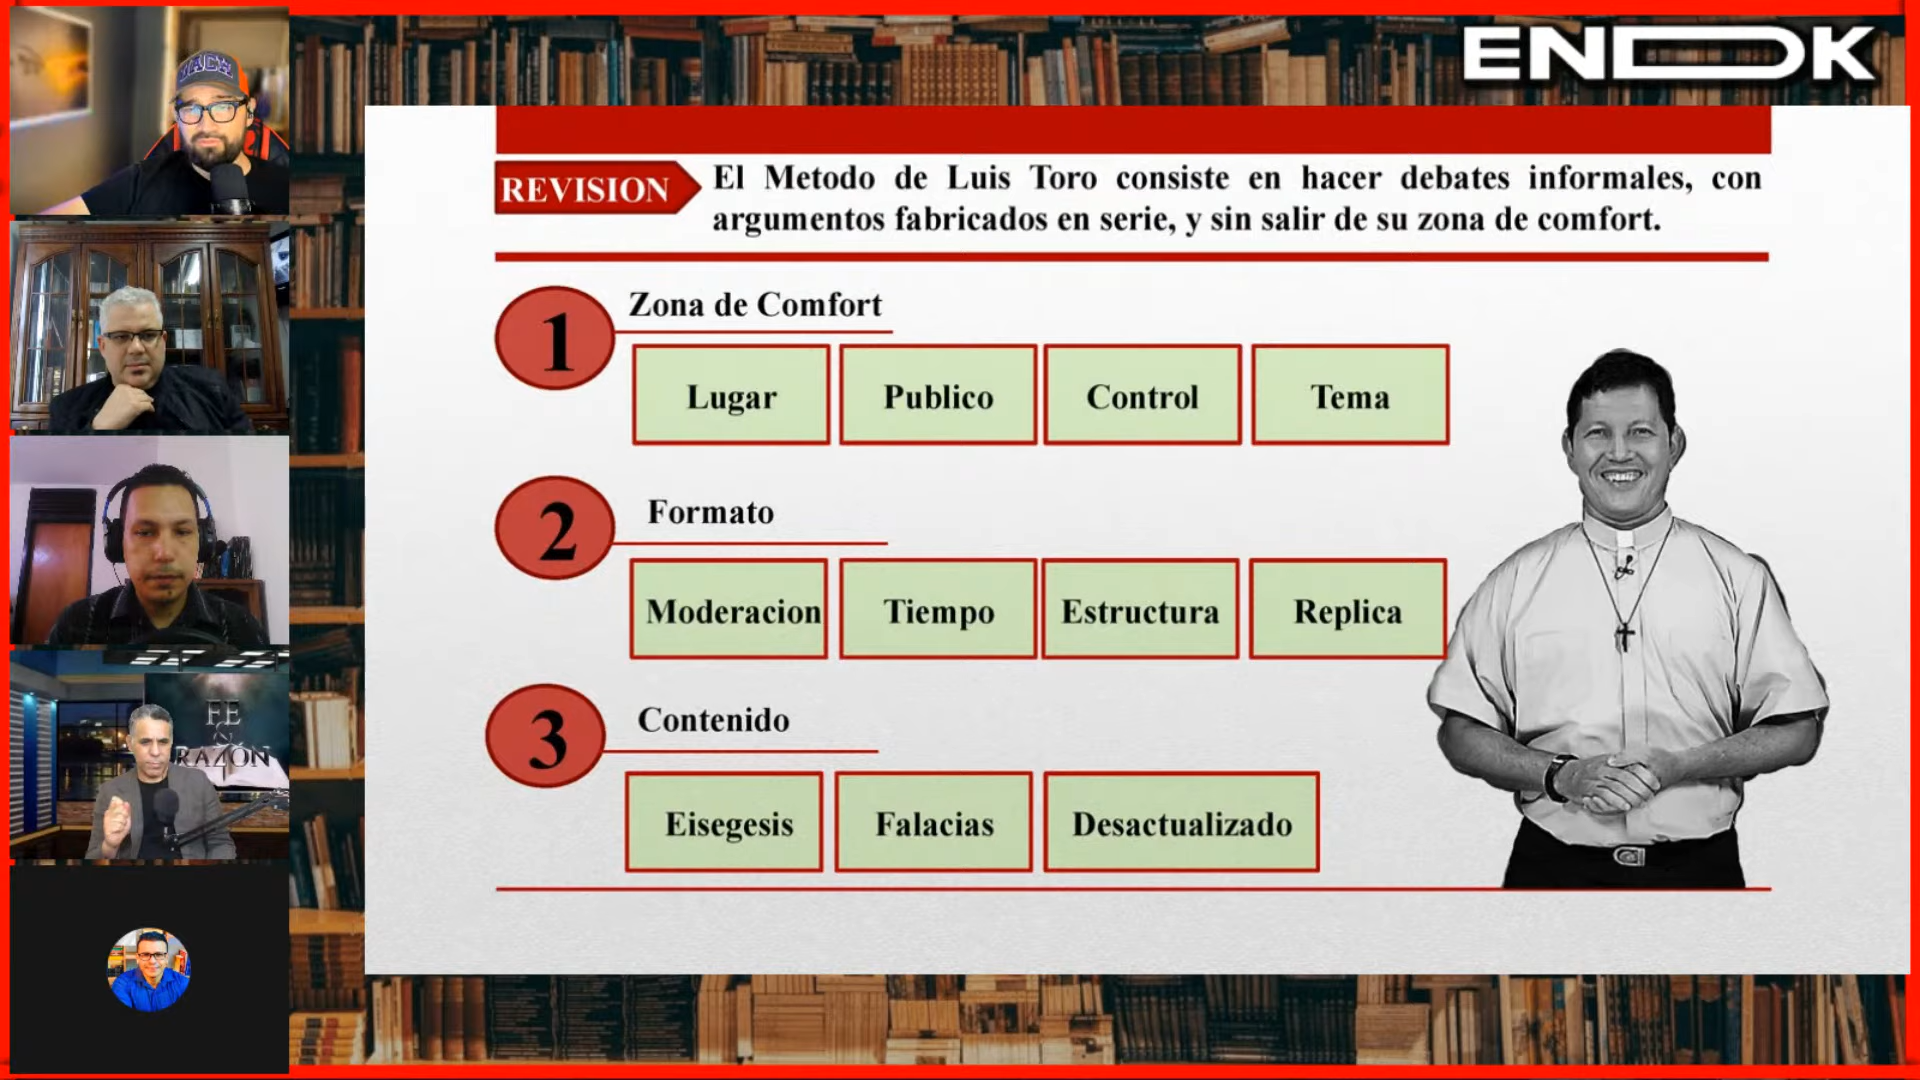 ENDK
REVISION
El Metodo de Luis Toro consiste en hacer debates informales, con
argumentos fabricados en serie, y sin salir de su zona de comfort.
1
Zona de Comfort
Lugar
Publico
Control
Tema
2
Formato
Moderacion
Tiempo
Estructura
Replica
3
Contenido
Eisegesis
Falacias
Desactualizado
FE
RAZÓN